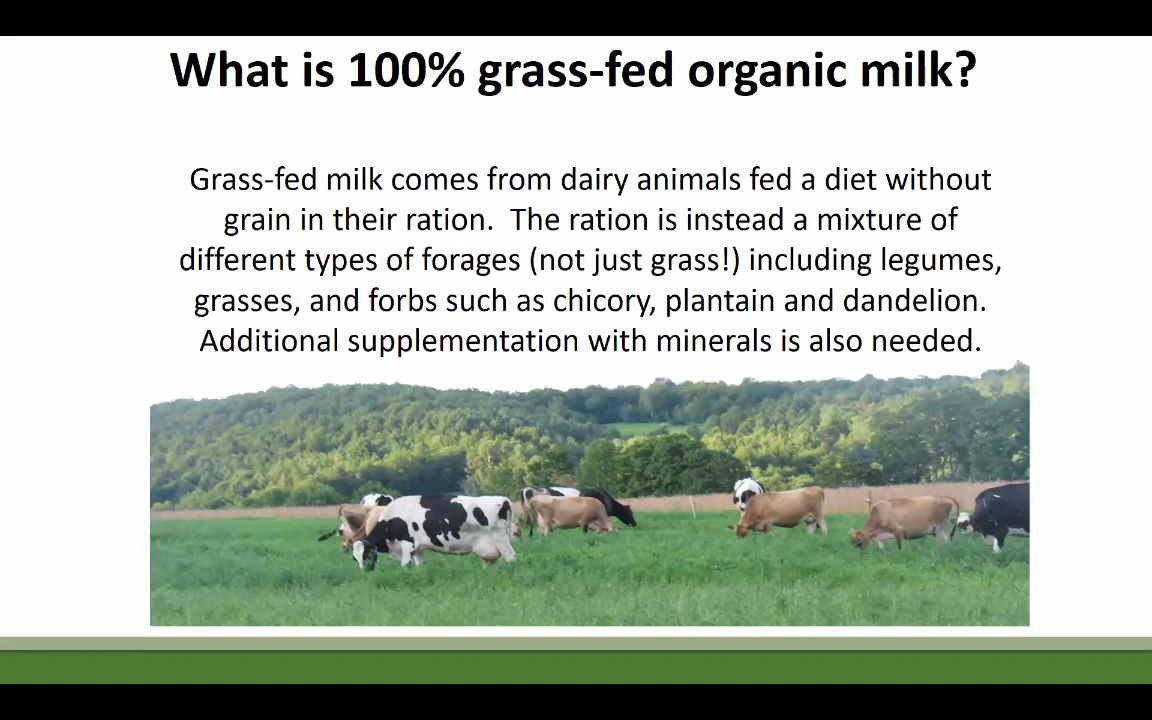 What is 100% grass-fed organic milk?
Grass-fed milk comes from dairy animals fed a diet without
grain in their ration.  The ration is instead a mixture of
different types of forages (not just grass!) including legumes,
grasses, and forbs such as chicory, plantain and dandelion.
Additional supplementation with minerals is also needed.